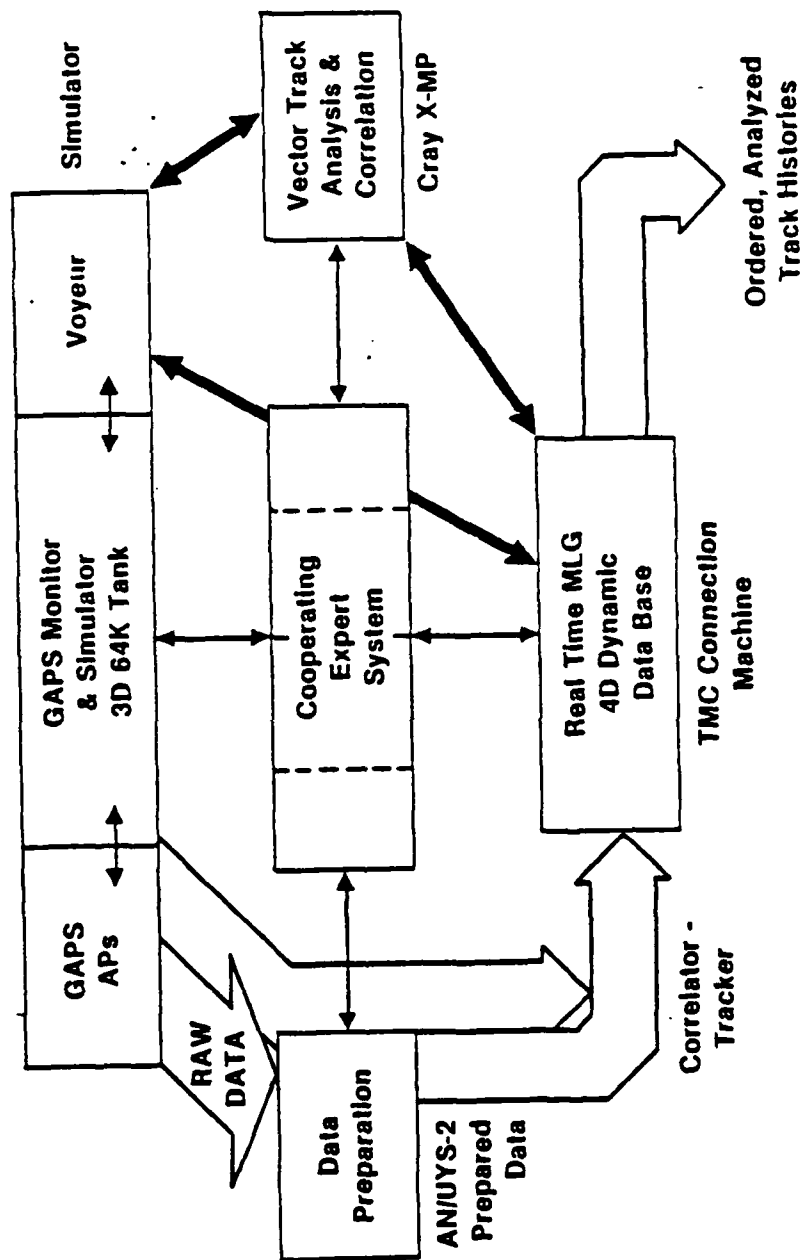 Simulator
GAPS
APs
GAPS Monitor
& Simulator
3D 64K Tank
Voyeur
RAW
DATA
Data
Preparation
AN/UYS-2
Prepared
Data
Cooperating
Expert
System
Vector Track
Analysis &
Correlation
Cray X-MP
Correlator -
Tracker
Real Time MLG
4D Dynamic
Data Base
TMC Connection
Machine
Ordered, Analyzed
Track Histories